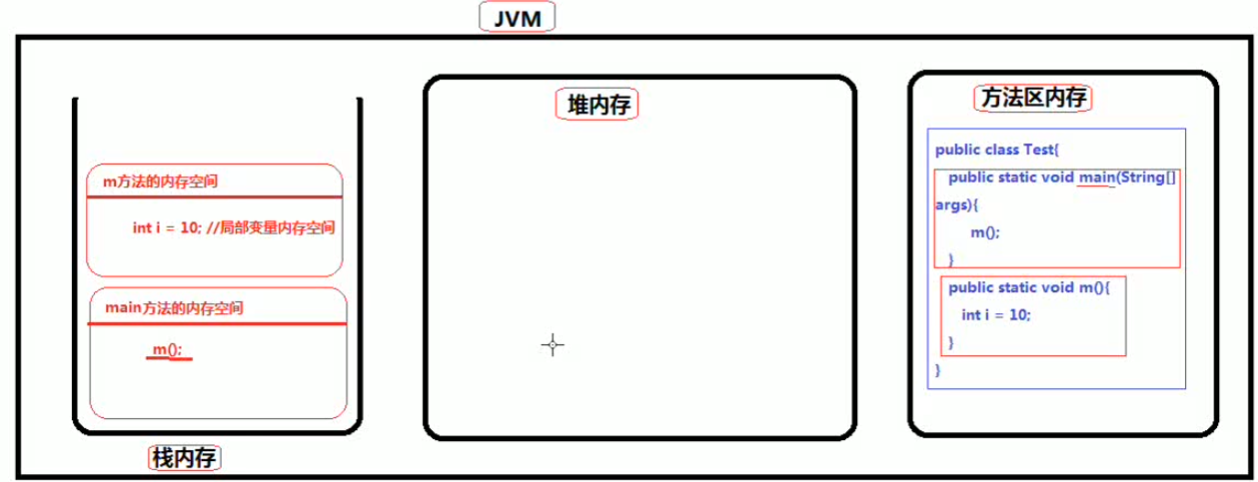 JVM
m方法的内存空间
int i = 10; //局部变量内存空间
main方法的内存空间
m();
栈内存
堆内存
方法区内存
public class Test{
public static void main(String[]
args){
m();
}
public static void m(){
int i = 10;
}
}